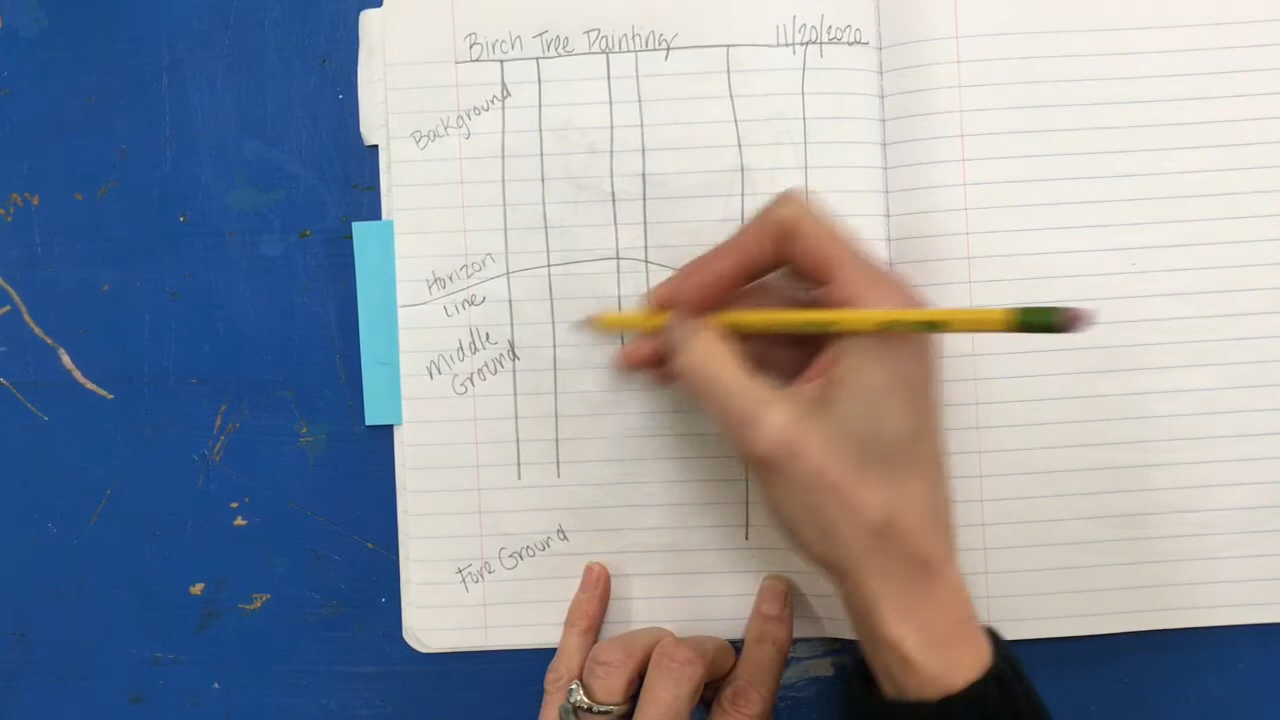 Birch Tree Painting 11/20/2020
Background
Horizon
Line
Middle
Ground
Fore Ground